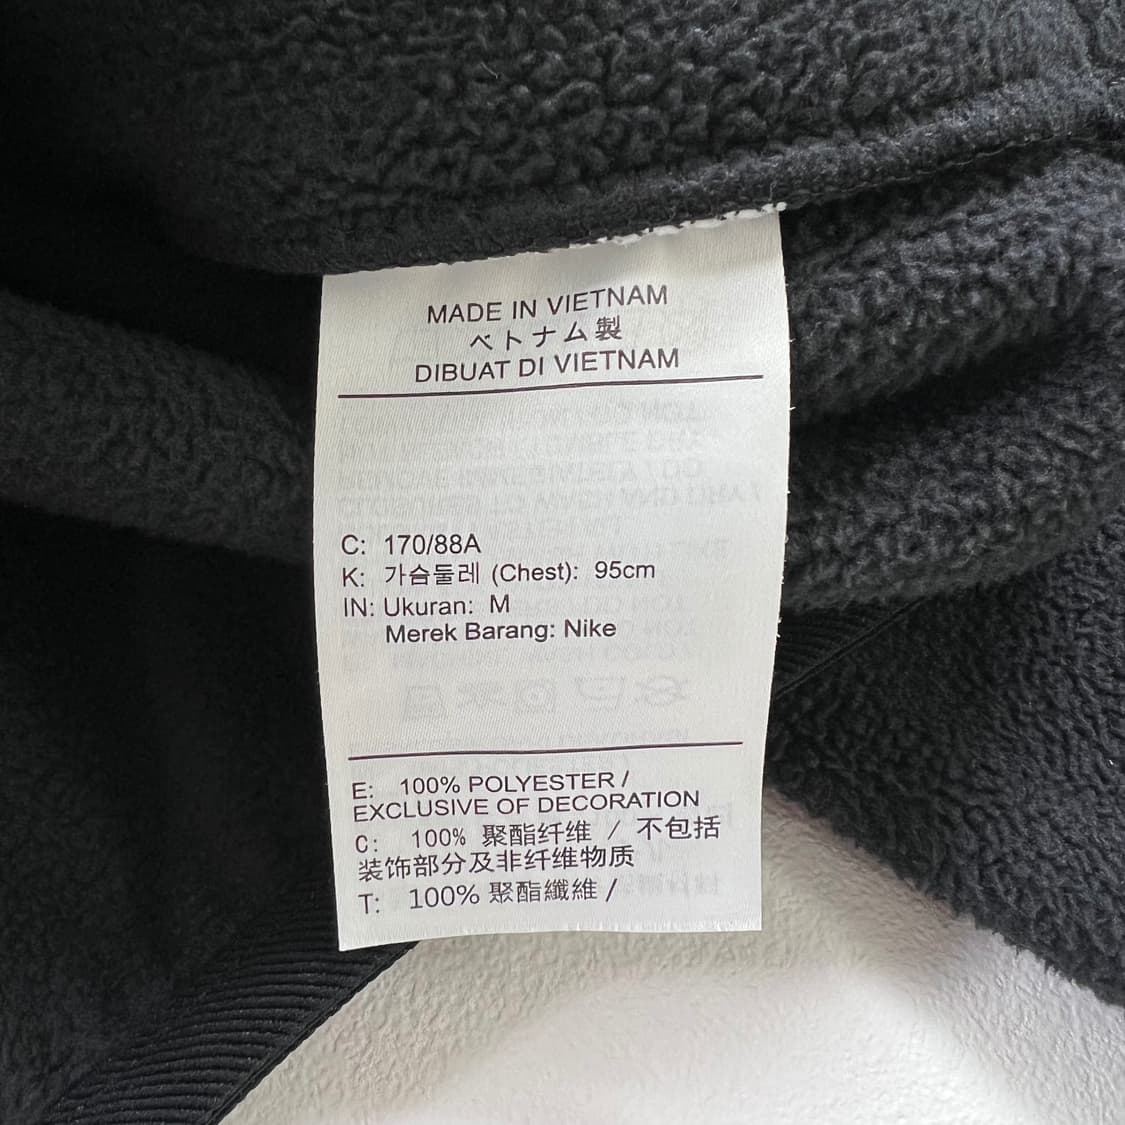 MADE IN VIETNAM
ベトナム製
DIBUAT DI VIETNAM
C: 170/88A
K: 가슴둘레 (Chest): 95cm
IN: Ukuran: M
Merek Barang: Nike
E: 100% POLYESTER /
EXCLUSIVE OF DECORATION
C: 100% 聚酯纤维 / 不包括
装饰部分及非纤维物质
T: 100% 聚酯纖維 /